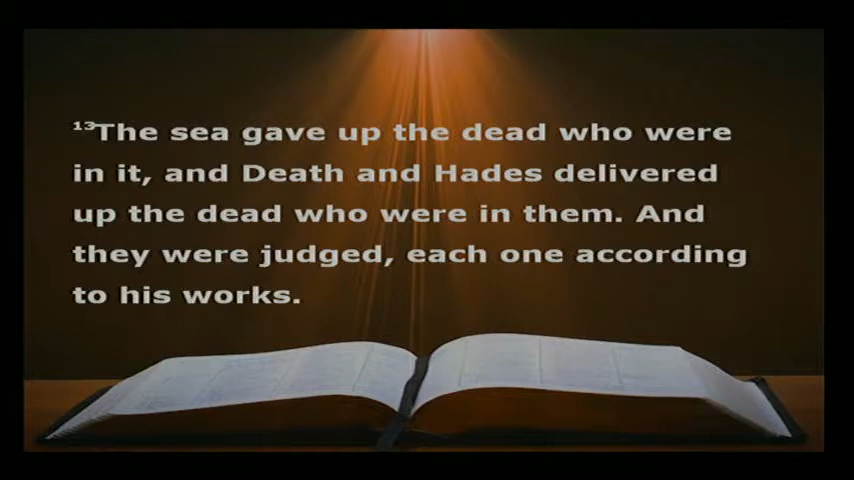 13The sea gave up the dead who were
in it, and Death and Hades delivered
up the dead who were in them. And
they were judged, each one according
to his works.